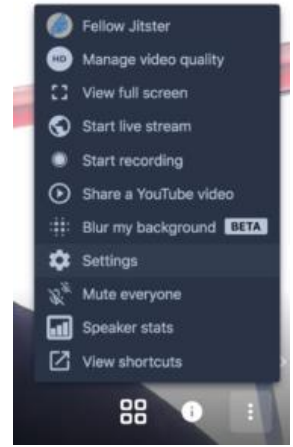 Fellow Jitster
HD Manage video quality
View full screen
Start live stream
Start recording
Share a YouTube video
Blur my background BETA
Settings
Mute everyone
Speaker stats
View shortcuts